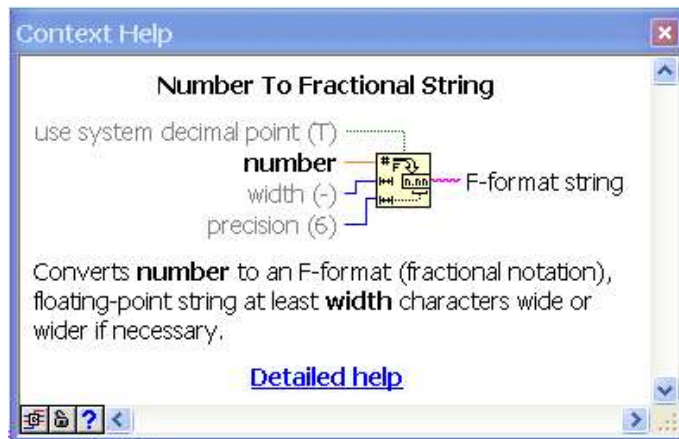 Context Help
Number To Fractional String
use system decimal point (T)
number
width (-)
precision (6)
#
F
n.nn
F-format string
Converts number to an F-format (fractional notation),
floating-point string at least width characters wide or
wider if necessary.
Detailed help
?